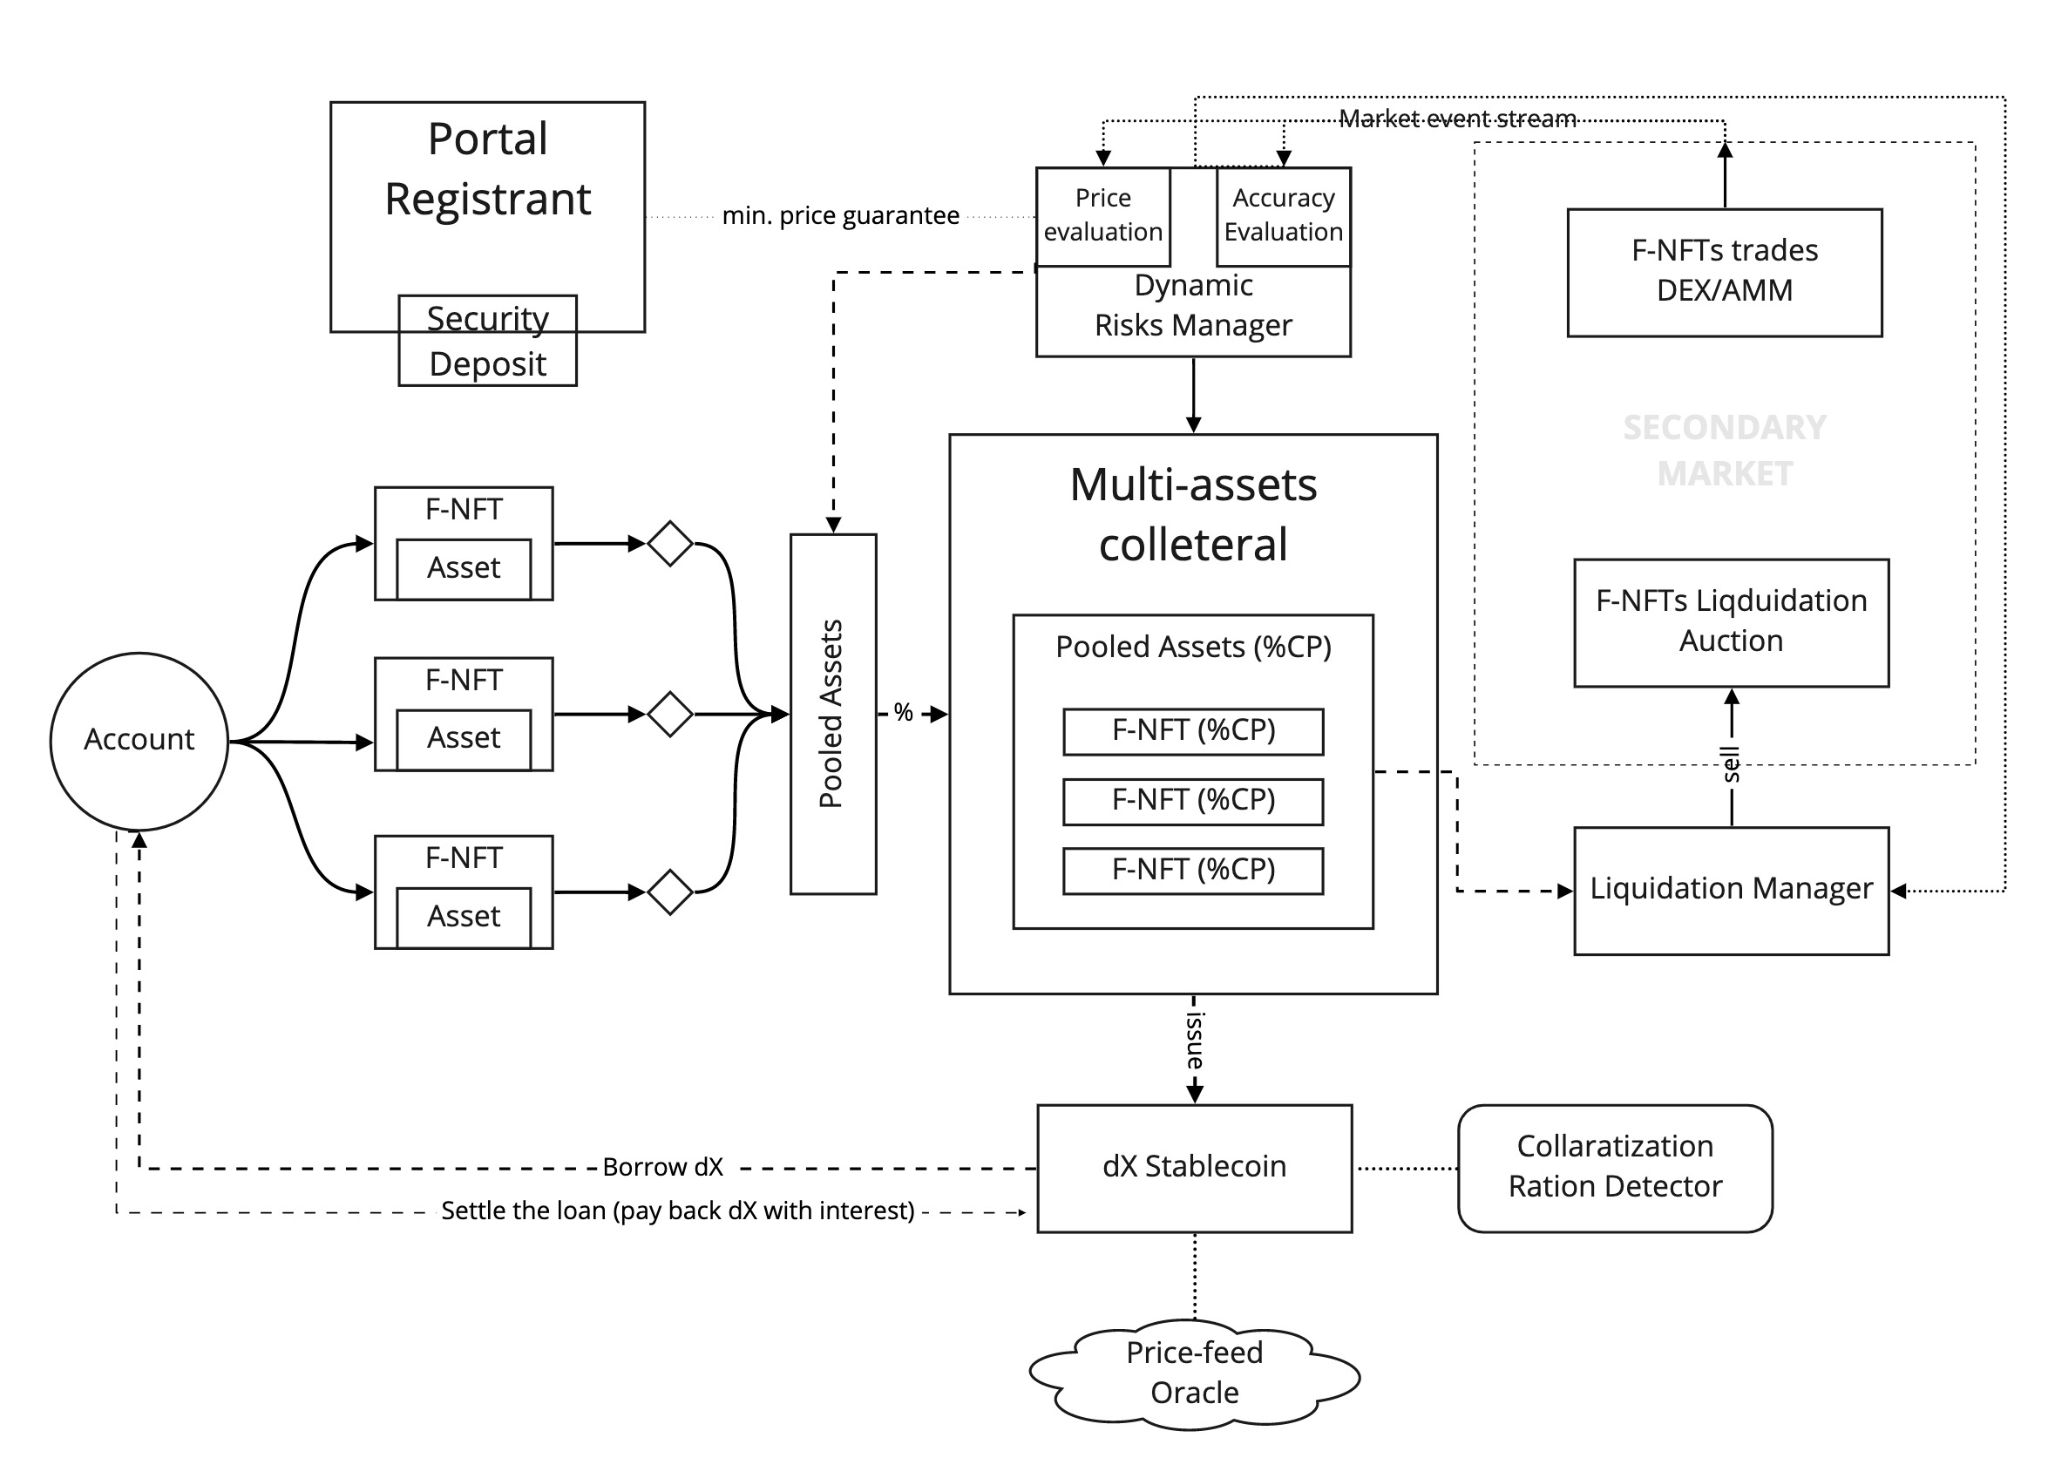 Portal
Registrant
Security
Deposit
min. price guarantee
Market event stream
Price
evaluation
Accuracy
Evaluation
Dynamic
Risks Manager
F-NFTs trades
DEX/AMM
SECONDARY
MARKET
F-NFTs Liqduidation
Auction
sell
Liquidation Manager
Account
F-NFT
Asset
F-NFT
Asset
F-NFT
Asset
Pooled Assets
%
Multi-assets
colleteral
Pooled Assets (%CP)
F-NFT (%CP)
F-NFT (%CP)
F-NFT (%CP)
issue
dX Stablecoin
Collaratization
Ration Detector
Borrow dX
Settle the loan (pay back dX with interest)
Price-feed
Oracle